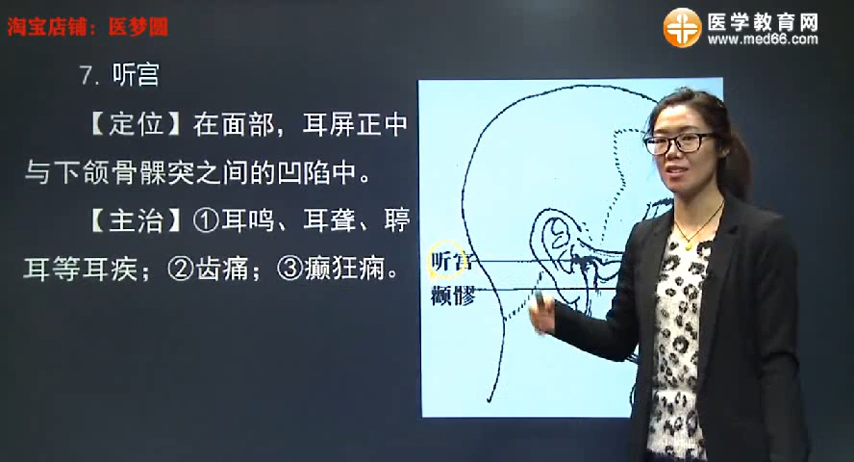 淘宝店铺：医梦圆
医学教育网
www.med66.com
7. 听宫
【定位】在面部，耳屏正中
与下颌骨髁突之间的凹陷中。
【主治】①耳鸣、耳聋、聤
耳等耳疾；②齿痛；③癫狂痫。
听宫
颧髎